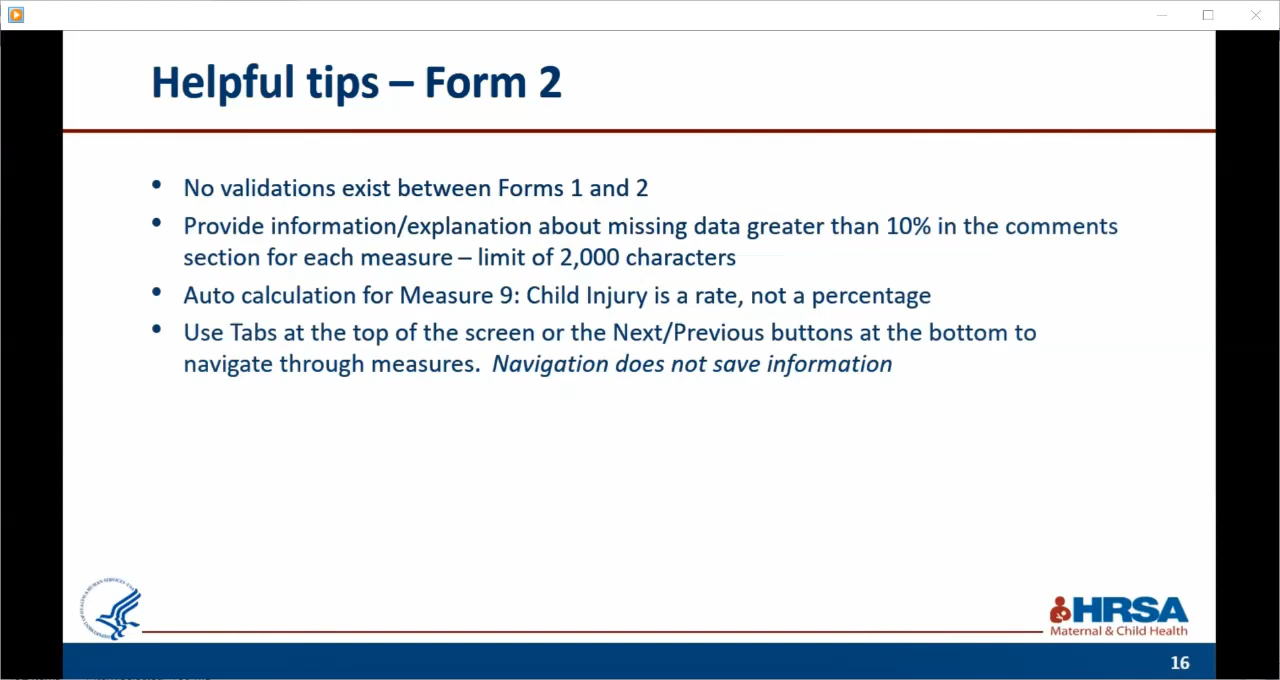 Helpful tips – Form 2
• No validations exist between Forms 1 and 2
• Provide information/explanation about missing data greater than 10% in the comments
section for each measure – limit of 2,000 characters
• Auto calculation for Measure 9: Child Injury is a rate, not a percentage
• Use Tabs at the top of the screen or the Next/Previous buttons at the bottom to
navigate through measures. Navigation does not save information
HRSA
Maternal & Child Health
16